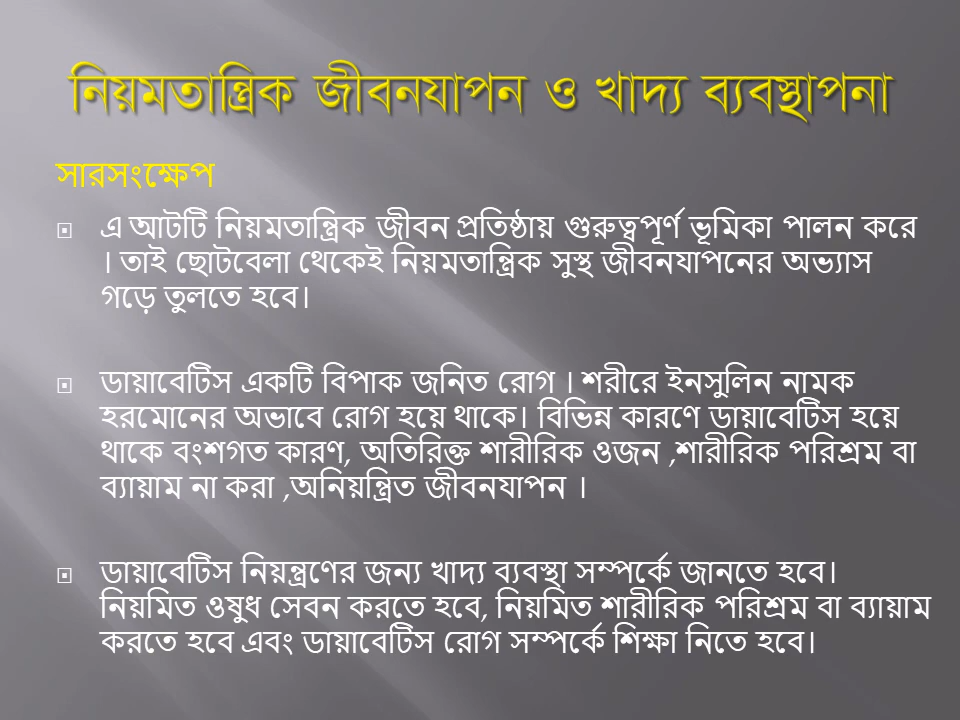 নিয়মতান্ত্রিক জীবনযাপন ও খাদ্য ব্যবস্থাপনা
সারসংক্ষেপ
এ আটটি নিয়মতান্ত্রিক জীবন প্রতিষ্ঠায় গুরুত্বপূর্ণ ভূমিকা পালন করে
। তাই ছোটবেলা থেকেই নিয়মতান্ত্রিক সুস্থ জীবনযাপনের অভ্যাস
গড়ে তুলতে হবে।
ডায়াবেটিস একটি বিপাক জনিত রোগ । শরীরে ইনসুলিন নামক
হরমোনের অভাবে রোগ হয়ে থাকে। বিভিন্ন কারণে ডায়াবেটিস হয়ে
থাকে বংশগত কারণ, অতিরিক্ত শারীরিক ওজন ,শারীরিক পরিশ্রম বা
ব্যায়াম না করা ,অনিয়ন্ত্রিত জীবনযাপন ।
ডায়াবেটিস নিয়ন্ত্রণের জন্য খাদ্য ব্যবস্থা সম্পর্কে জানতে হবে।
নিয়মিত ওষুধ সেবন করতে হবে, নিয়মিত শারীরিক পরিশ্রম বা ব্যায়াম
করতে হবে এবং ডায়াবেটিস রোগ সম্পর্কে শিক্ষা নিতে হবে।